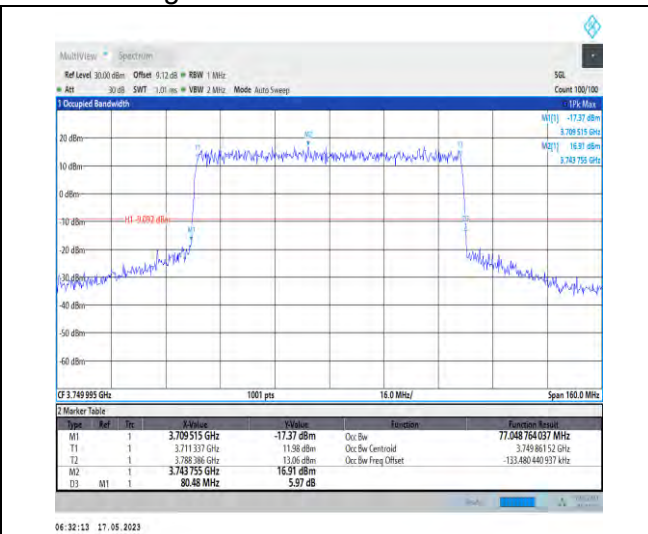 MultiView Spectrum
Ref Level 30.00 dBm Offset 9.12 dB RBW 1 MHz SGL
Att 30 dB SWT 1.01 ms VBW 2 MHz Mode Auto Sweep Count 100/100
1 Occupied Bandwidth 1Pk Max
M1[1] -17.37 dBm
3.709 515 GHz
M2[1] 16.91 dBm
3.743 755 GHz
M2
T1
T2
20 dBm
10 dBm
0 dBm
-10 dBm
H1 -9.092 dBm
M1
-20 dBm
-30 dBm
-40 dBm
-50 dBm
-60 dBm
CF 3.749 995 GHz 1001 pts 16.0 MHz/ Span 160.0 MHz
2 Marker Table
Type Ref Trc X-Value Y-Value Function Function Result
M1 1 3.709 515 GHz -17.37 dBm Occ Bw 77.048 764 037 MHz
T1 1 3.711 337 GHz 11.98 dBm Occ Bw Centroid 3.749 861 52 GHz
T2 1 3.788 386 GHz 13.06 dBm Occ Bw Freq Offset -133.480 440 937 kHz
M2 1 3.743 755 GHz 16.91 dBm
D3 M1 1 80.48 MHz 5.97 dB
06:32:13 17.05.2023